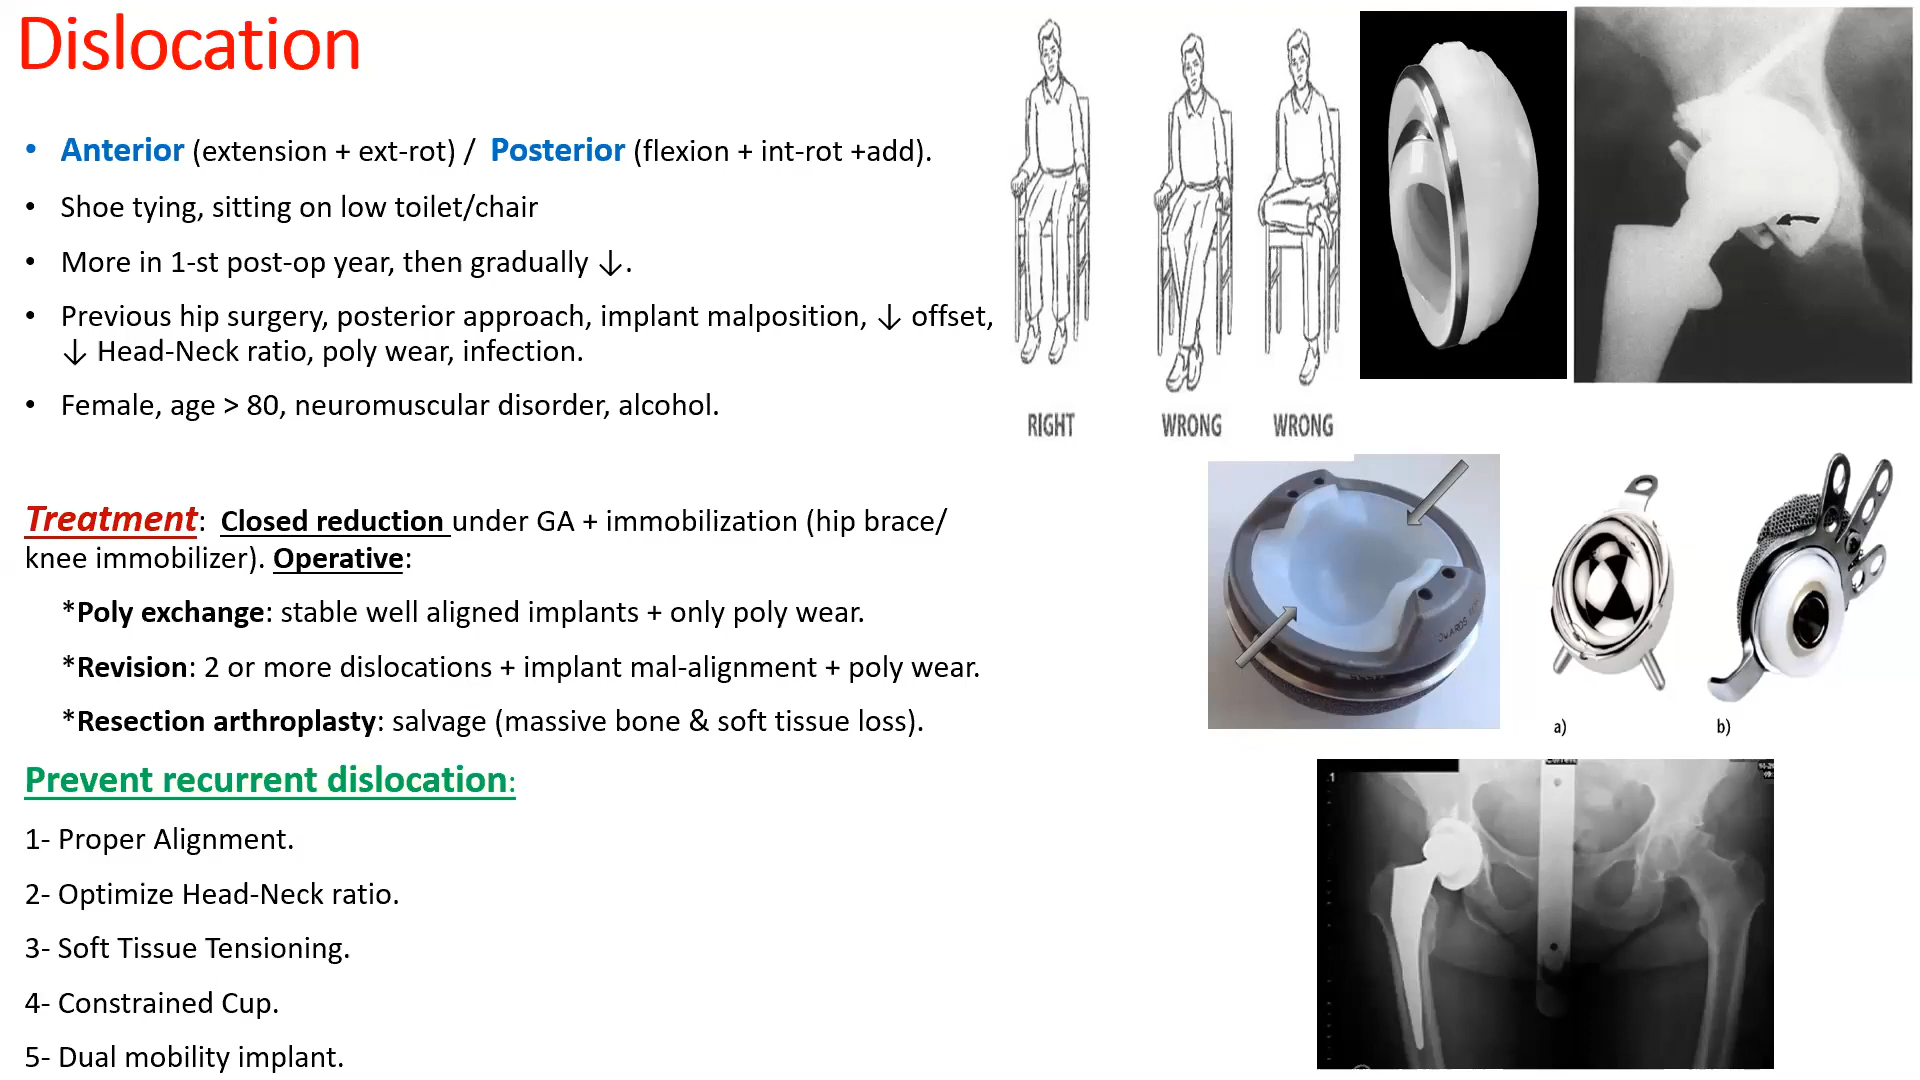 Dislocation
• Anterior (extension + ext-rot) / Posterior (flexion + int-rot +add).
• Shoe tying, sitting on low toilet/chair
• More in 1-st post-op year, then gradually ↓.
• Previous hip surgery, posterior approach, implant malposition, ↓ offset,
↓ Head-Neck ratio, poly wear, infection.
• Female, age > 80, neuromuscular disorder, alcohol.
RIGHT
WRONG
WRONG
Treatment: Closed reduction under GA + immobilization (hip brace/
knee immobilizer). Operative:
*Poly exchange: stable well aligned implants + only poly wear.
*Revision: 2 or more dislocations + implant mal-alignment + poly wear.
*Resection arthroplasty: salvage (massive bone & soft tissue loss).
a)
b)
Prevent recurrent dislocation:
1- Proper Alignment.
2- Optimize Head-Neck ratio.
3- Soft Tissue Tensioning.
4- Constrained Cup.
5- Dual mobility implant.